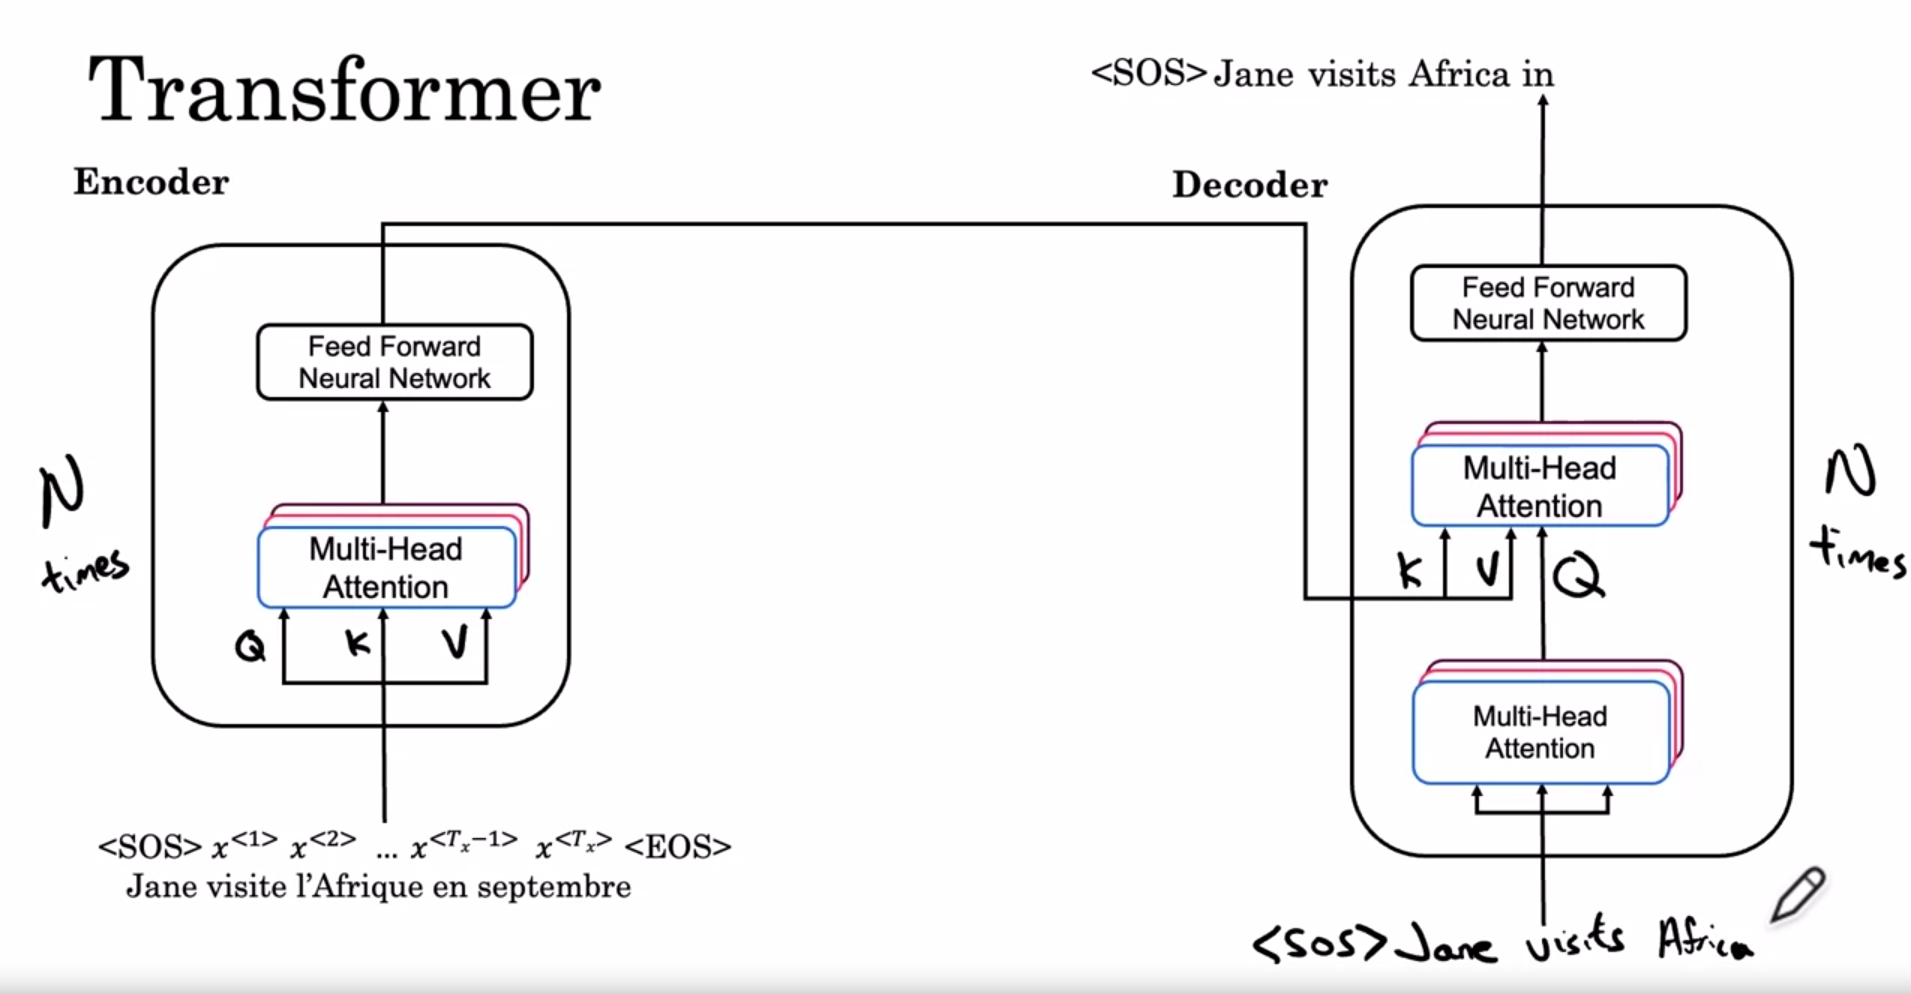 Transformer
Encoder
Feed Forward
Neural Network
Multi-Head
Attention
Q K V
N
times
<SOS> x<1> x<2> ... x<Tx−1> x<Tx> <EOS>
Jane visite l’Afrique en septembre
<SOS> Jane visits Africa in
Decoder
Feed Forward
Neural Network
Multi-Head
Attention
K V Q
Multi-Head
Attention
N
times
<SOS> Jane visits Africa